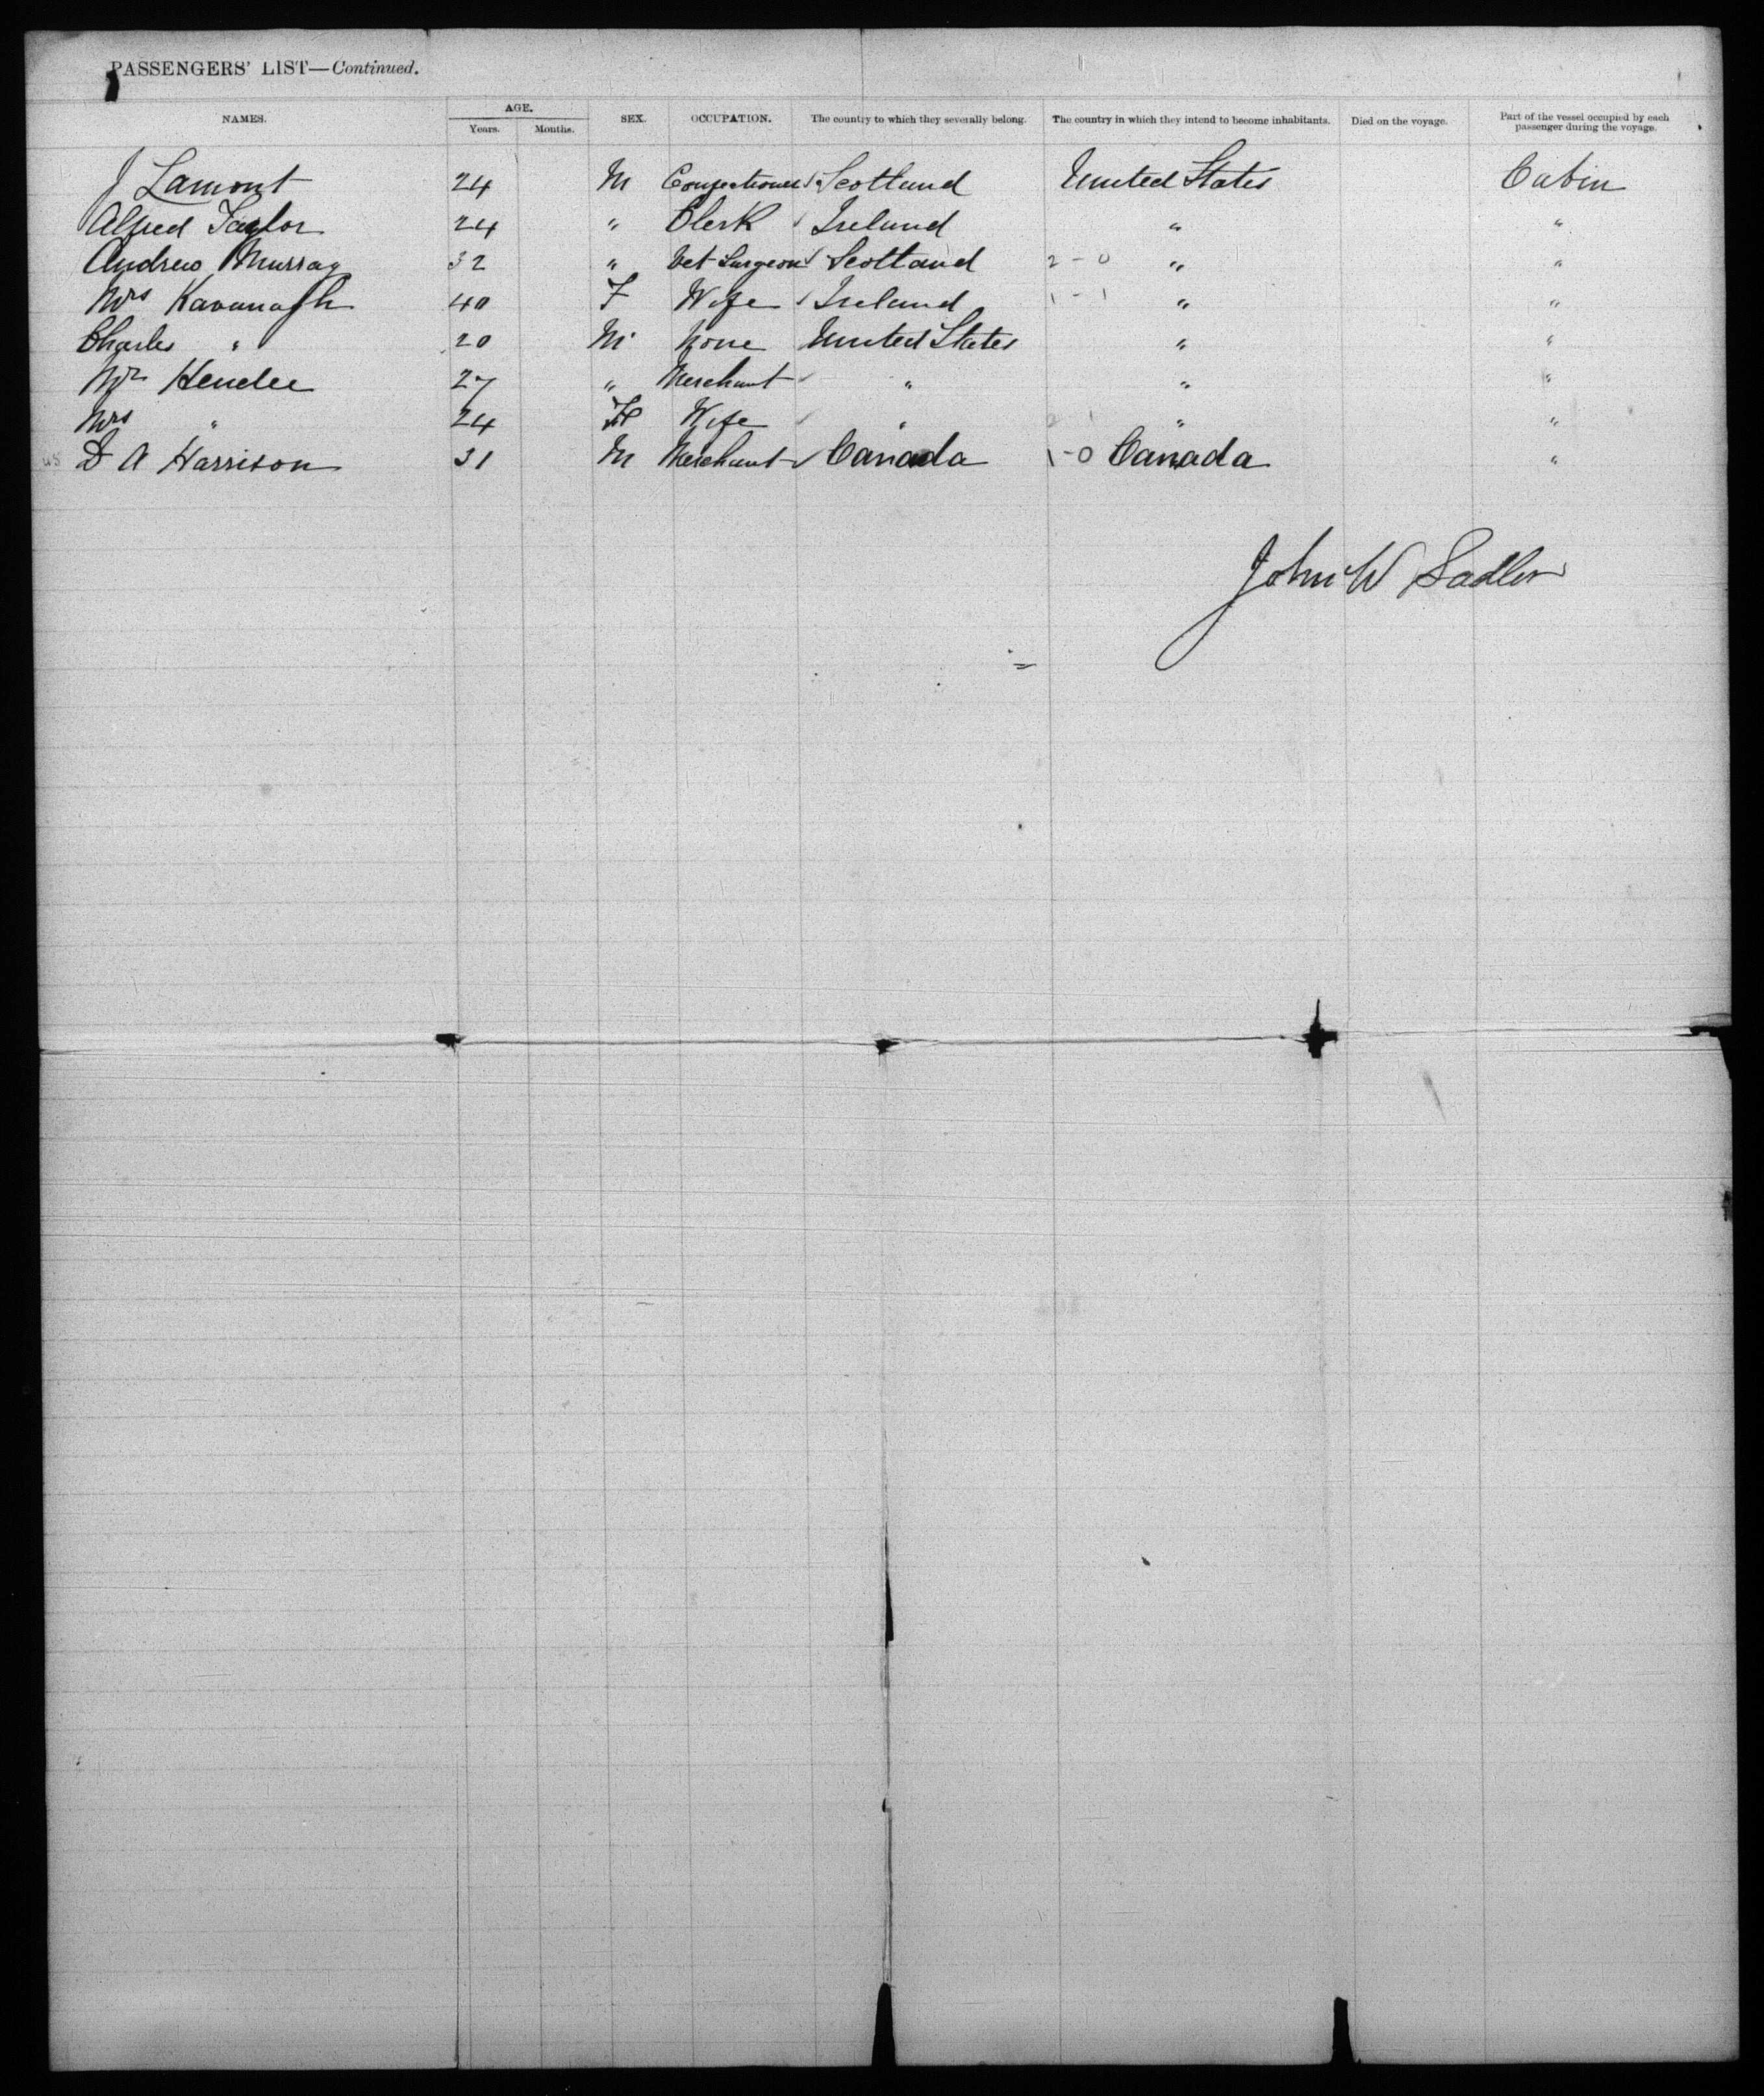 PASSENGERS' LIST—Continued.
NAMES. AGE. Years. Months. SEX. OCCUPATION. The country to which they severally belong. The country in which they intend to become inhabitants. Died on the voyage. Part of the vessel occupied by each passenger during the voyage.
J Lamont 24 M Confectioner Scotland United States Cabin
Alfred Taylor 24 " Clerk Ireland " "
Andrew Murray 32 " Vet Surgeon Scotland 2-0 " "
Mrs Kavanagh 40 F Wife Ireland 1-1 " "
Charles " 20 M None United States " "
Mr Hendee 27 " Merchant " " "
Mrs " 24 F Wife " " "
US D A Harrison 31 M Merchant Canada 1-0 Canada "
John W Sadler